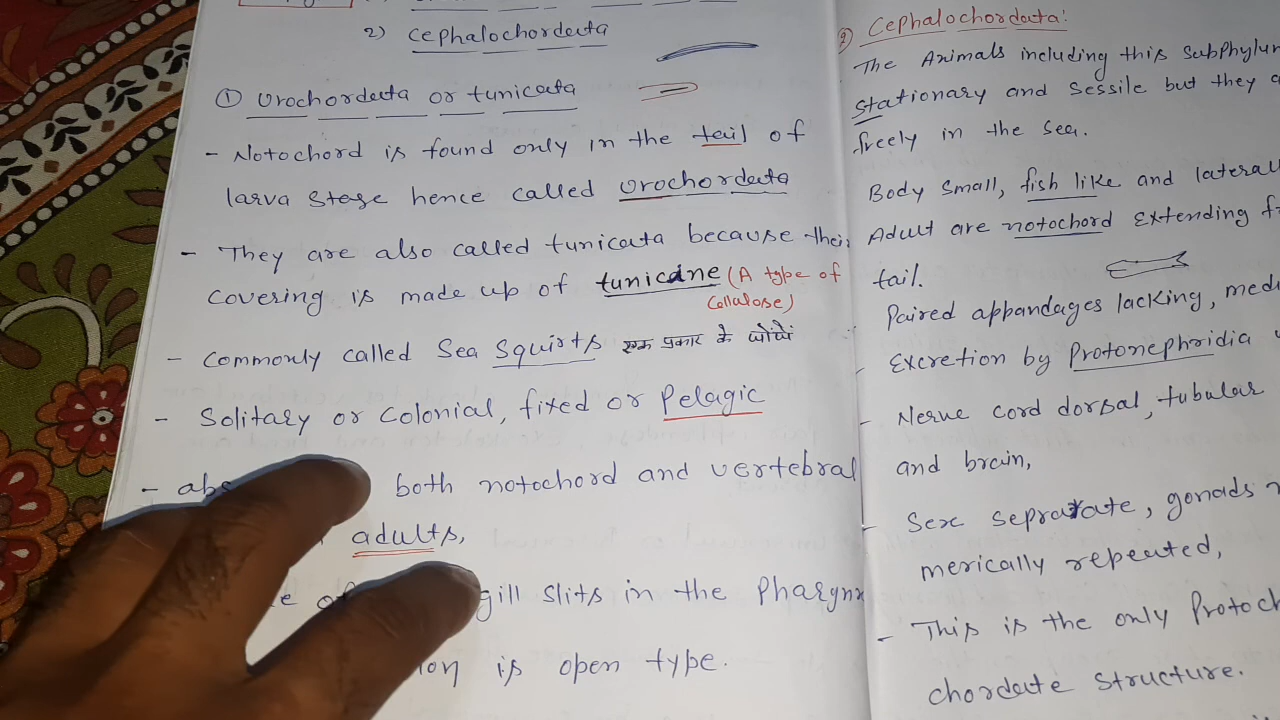 2) Cephalochordata
① Urochordata or tunicata
- Notochord is found only in the tail of
larva stage hence called Urochordata
- They are also called tunicata because their
covering is made up of tunicine (A type of
Cellulose)
- Commonly called Sea Squirts एक प्रकार के
- Solitary or Colonial, fixed or Pelagic
- both notochord and vertebral
adults,
gill slits in the Pharynx
is open type.
2) Cephalochordata:
The Animals including this Subphylum
Stationary and Sessile but they
freely in the sea.
Body small, fish like and
Adult are notochord extending
tail.
Paired appandages lacking,
Excretion by Protonephridia
- Nerve cord dorsal, tubular
and brain,
- Sex seprarate, gonads
merically repeated,
- This is the only
chordate structure.